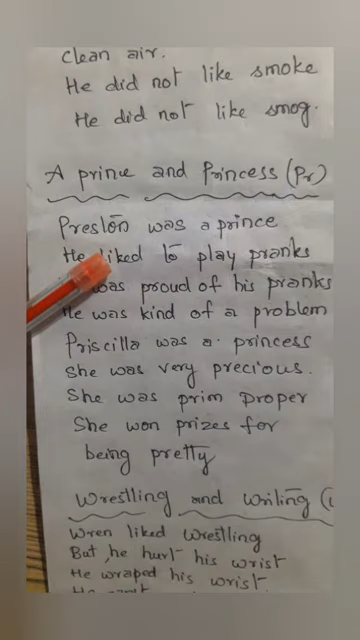 clean air.
He did not like smoke
He did not like smog.
A prince and Princess (Pr)
Preston was a prince
He liked to play pranks
was proud of his pranks
He was kind of a problem
Priscilla was a princess
She was very precious.
She was prim proper
She won prizes for
being pretty
Wrestling and Writing (
Wren liked wrestling
But he hurt his wrist
He wraped his wrist.